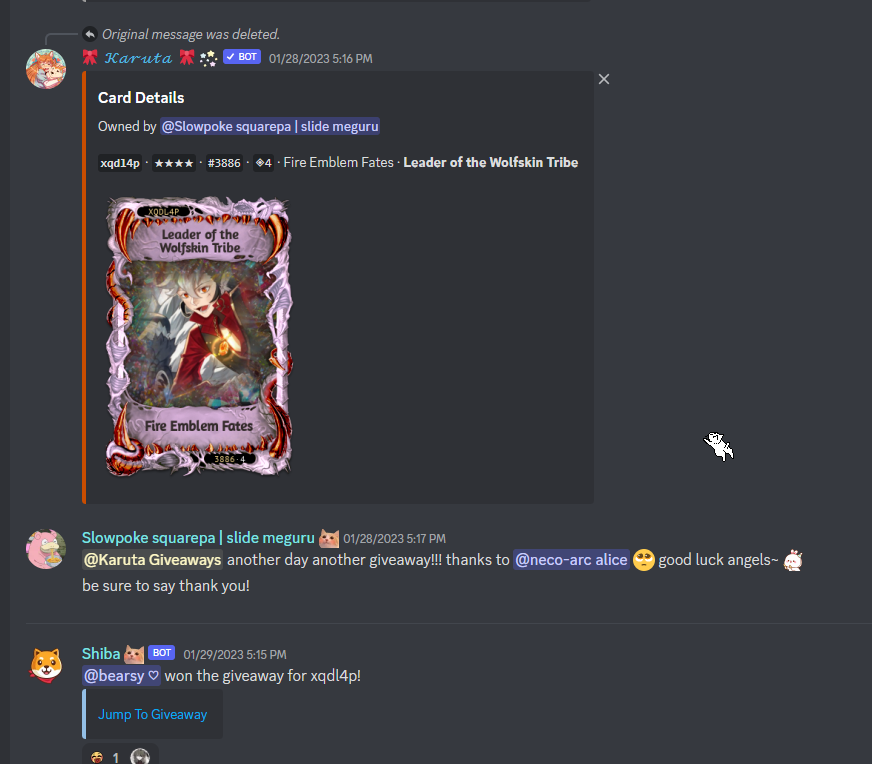 Original message was deleted.
𝓚𝓪𝓻𝓾𝓽𝓪 BOT 01/28/2023 5:16 PM
Card Details
Owned by @Slowpoke squarepa | slide meguru
xqdl4p · ★★★★ · #3886 · ◈4 · Fire Emblem Fates · Leader of the Wolfskin Tribe
XQDL4P
Leader of the
Wolfskin Tribe
Fire Emblem Fates
3886·4
Slowpoke squarepa | slide meguru 01/28/2023 5:17 PM
@Karuta Giveaways another day another giveaway!!! thanks to @neco-arc alice 🥺 good luck angels~
be sure to say thank you!
Shiba BOT 01/29/2023 5:15 PM
@bearsy ♡ won the giveaway for xqdl4p!
Jump To Giveaway
1